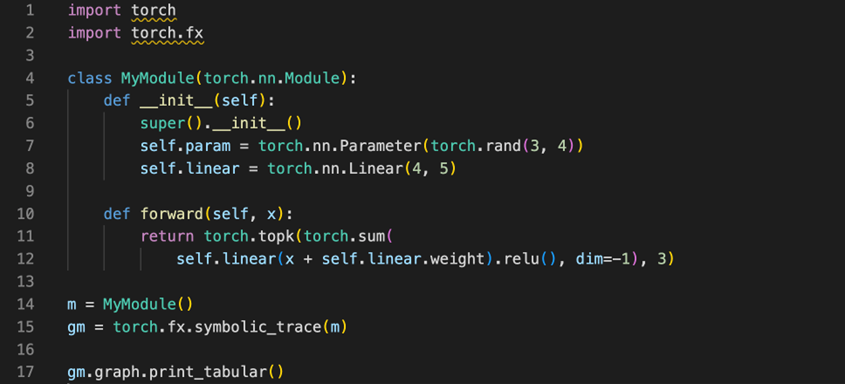 1 import torch
2 import torch.fx
3
4 class MyModule(torch.nn.Module):
5     def __init__(self):
6         super().__init__()
7         self.param = torch.nn.Parameter(torch.rand(3, 4))
8         self.linear = torch.nn.Linear(4, 5)
9
10     def forward(self, x):
11         return torch.topk(torch.sum(
12             self.linear(x + self.linear.weight).relu(), dim=-1), 3)
13
14 m = MyModule()
15 gm = torch.fx.symbolic_trace(m)
16
17 gm.graph.print_tabular()